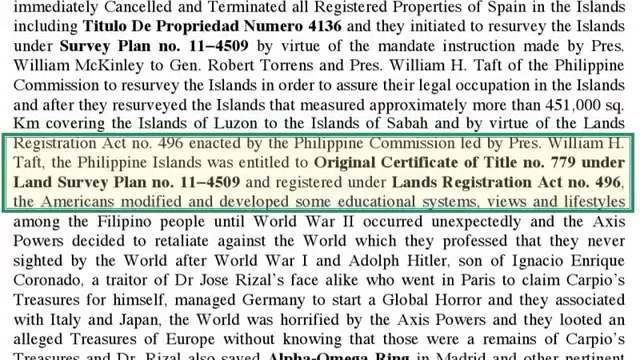 immediately Cancelled and Terminated all Registered Properties of Spain in the Islands
including Titulo De Propriedad Numero 4136 and they initiated to resurvey the Islands
under Survey Plan no. 11–4509 by virtue of the mandate instruction made by Pres.
William McKinley to Gen. Robert Torrens and Pres. William H. Taft of the Philippine
Commission to resurvey the Islands in order to assure their legal occupation in the Islands
and after they resurveyed the Islands that measured approximately more than 451,000 sq.
Km covering the Islands of Luzon to the Islands of Sabah and by virtue of the Lands
Registration Act no. 496 enacted by the Philippine Commission led by Pres. William H.
Taft, the Philippine Islands was entitled to Original Certificate of Title no. 779 under
Land Survey Plan no. 11–4509 and registered under Lands Registration Act no. 496,
the Americans modified and developed some educational systems, views and lifestyles
among the Filipino people until World War II occurred unexpectedly and the Axis
Powers decided to retaliate against the World which they professed that they never
sighted by the World after World War I and Adolph Hitler, son of Ignacio Enrique
Coronado, a traitor of Dr Jose Rizal's face alike who went in Paris to claim Carpio's
Treasures for himself, managed Germany to start a Global Horror and they associated
with Italy and Japan, the World was horrified by the Axis Powers and they looted an
alleged Treasures of Europe without knowing that those were a remains of Carpio's
Treasures and Dr. Rizal also saved Alpha-Omega Ring in Madrid and other pertinent